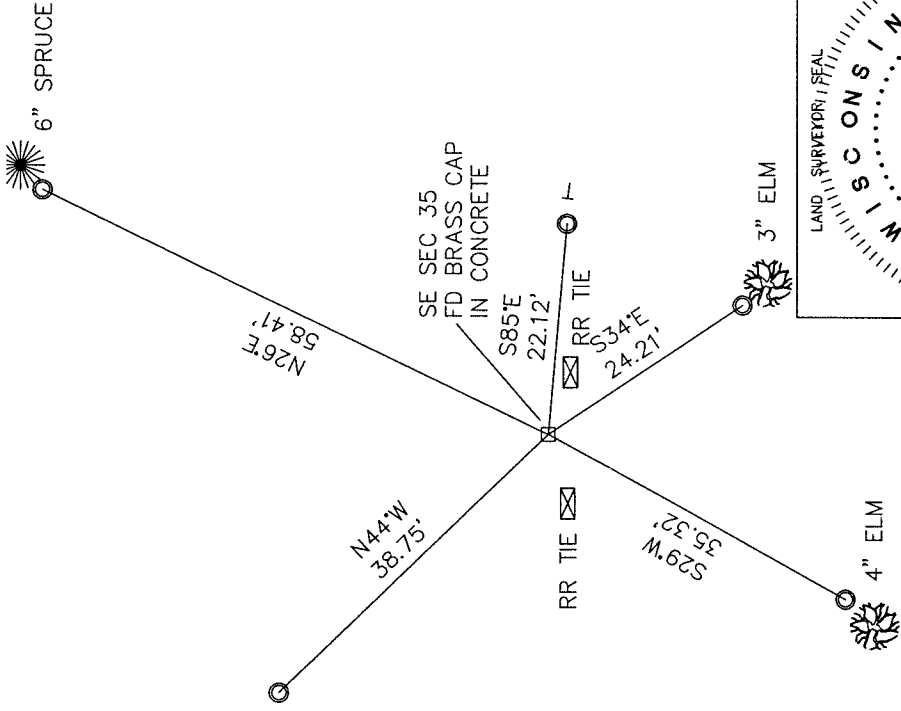 6" SPRUCE
N26°E
58.41'
SE SEC 35
FD BRASS CAP
IN CONCRETE
S85°E
22.12'
N44°W
38.75'
RR TIE
RR TIE
S34°E
24.21'
S29°W
35.32'
3" ELM
4" ELM
LAND SURVEYOR SEAL
WISCONSIN